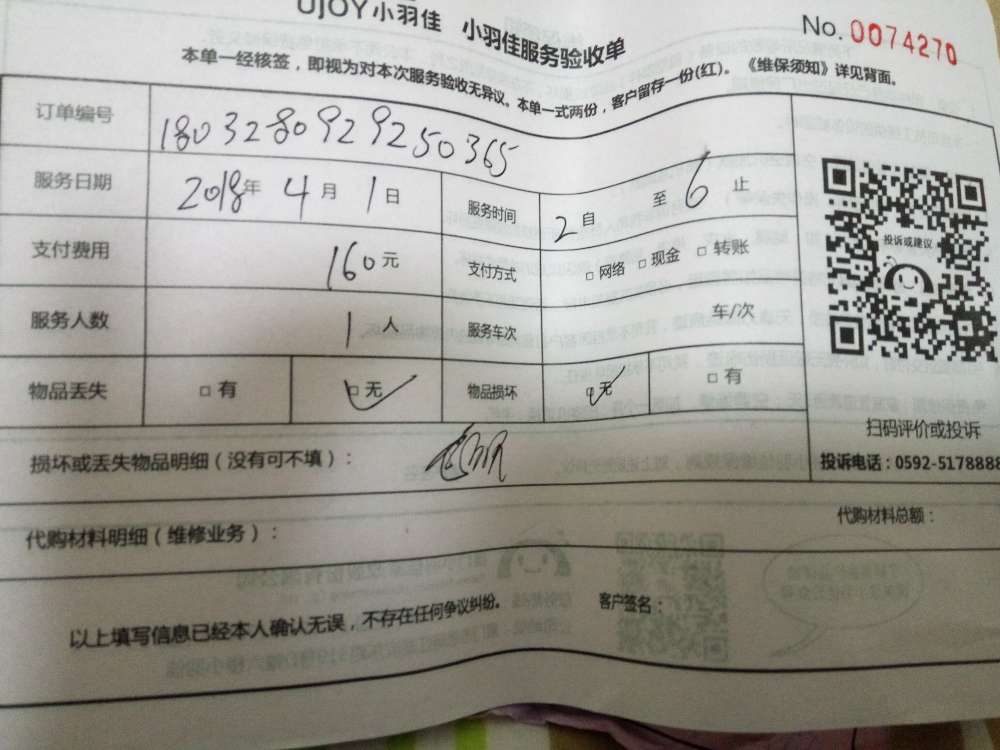 UJOY小羽佳 小羽佳服务验收单
No. 0074270
本单一经核签，即视为对本次服务验收无异议。本单一式两份，客户留存一份(红)。《维保须知》详见背面。
订单编号 180328092925 0365
服务日期 2018年 4月 1日 服务时间 2自 至 6 止
支付费用 160元 支付方式 □网络 □现金 □转账
服务人数 1人 服务车次 车/次
物品丢失 □有 □无 ✓ 物品损坏 □无 ✓ □有
投诉或建议
扫码评价或投诉
投诉电话：0592-5178888
损坏或丢失物品明细（没有可不填）：
代购材料明细（维修业务）： 代购材料总额：
以上填写信息已经本人确认无误，不存在任何争议纠纷。 客户签名：